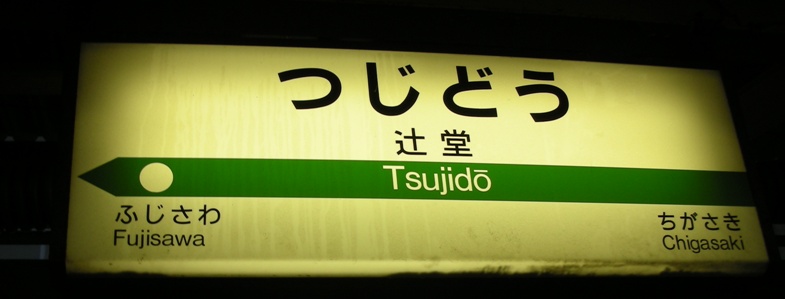 つじどう
辻堂
Tsujidō
ふじさわ
Fujisawa
ちがさき
Chigasaki